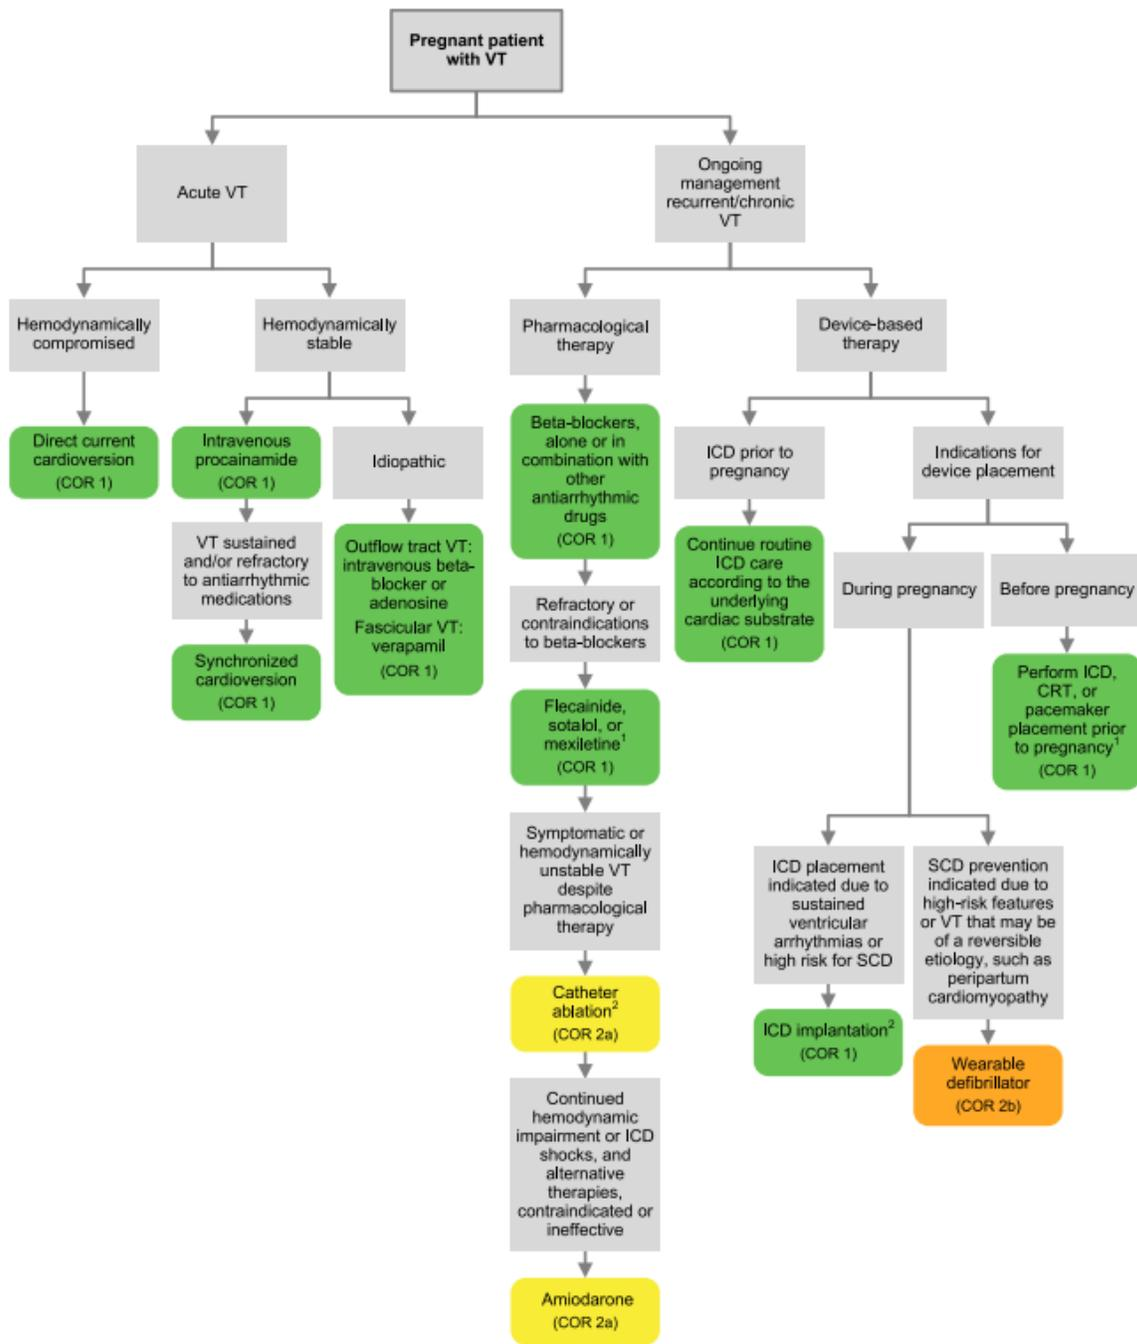 Pregnant patient
with VT
Acute VT
Ongoing
management
recurrent/chronic
VT
Hemodynamically
compromised
Hemodynamically
stable
Pharmacological
therapy
Device-based
therapy
Direct current
cardioversion
(COR 1)
Intravenous
procainamide
(COR 1)
Idiopathic
Beta-blockers,
alone or in
combination with
other
antiarrhythmic
drugs
(COR 1)
ICD prior to
pregnancy
Indications for
device placement
VT sustained
and/or refractory
to antiarrhythmic
medications
Outflow tract VT:
intravenous beta-
blocker or
adenosine
Fascicular VT:
verapamil
(COR 1)
Continue routine
ICD care
according to the
underlying
cardiac substrate
(COR 1)
During pregnancy
Before pregnancy
Refractory or
contraindications
to beta-blockers
Synchronized
cardioversion
(COR 1)
Perform ICD,
CRT, or
pacemaker
placement prior
to pregnancy1
(COR 1)
Flecainide,
sotalol, or
mexiletine1
(COR 1)
Symptomatic or
hemodynamically
unstable VT
despite
pharmacological
therapy
ICD placement
indicated due to
sustained
ventricular
arrhythmias or
high risk for SCD
SCD prevention
indicated due to
high-risk features
or VT that may be
of a reversible
etiology, such as
peripartum
cardiomyopathy
Catheter
ablation2
(COR 2a)
ICD implantation2
(COR 1)
Wearable
defibrillator
(COR 2b)
Continued
hemodynamic
impairment or ICD
shocks, and
alternative
therapies,
contraindicated or
ineffective
Amiodarone
(COR 2a)